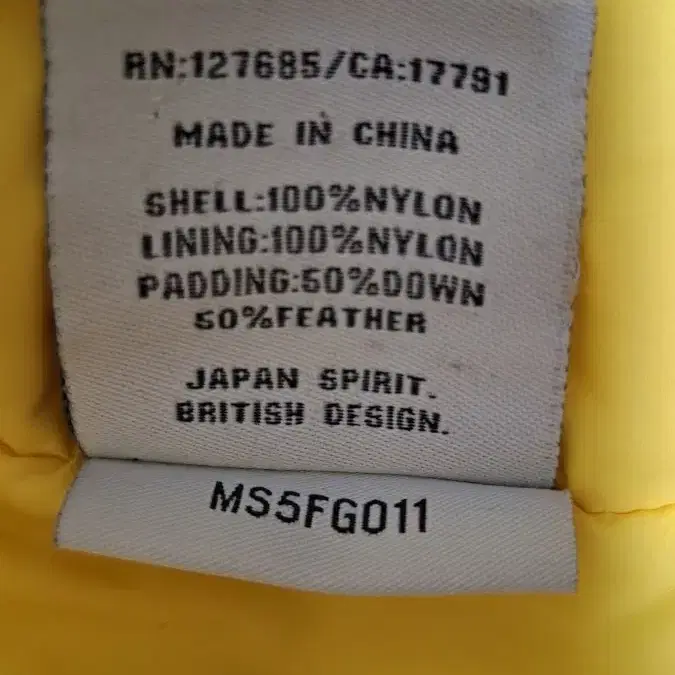 RN:127685/CA:17791
MADE IN CHINA
SHELL:100%NYLON
LINING:100%NYLON
PADDING:50%DOWN
50%FEATHER
JAPAN SPIRIT.
BRITISH DESIGN.
MS5FG011